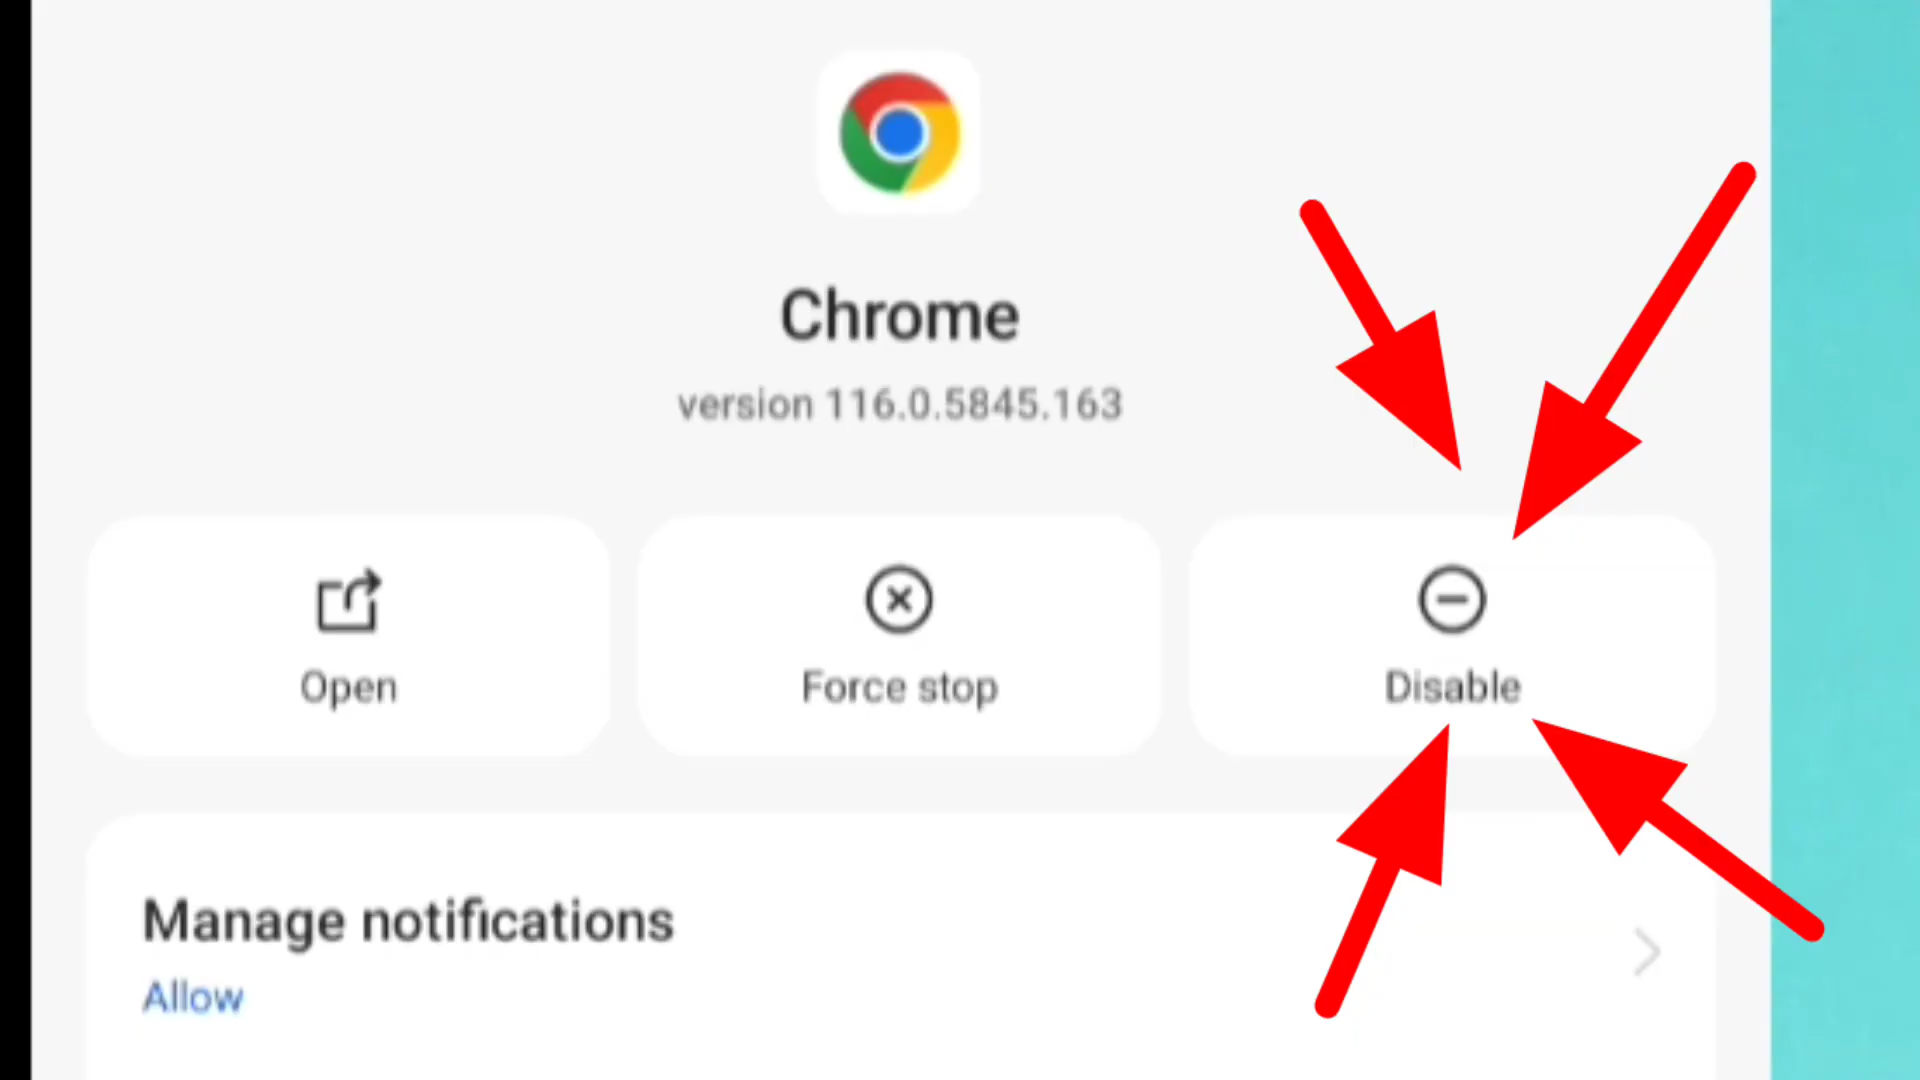 Chrome
version 116.0.5845.163
Open
Force stop
Disable
Manage notifications
Allow